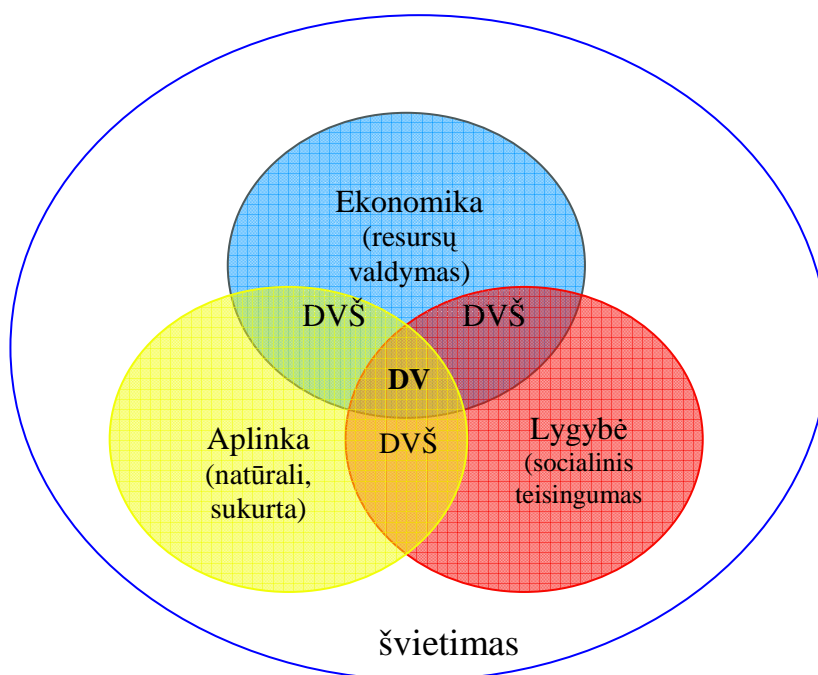 Ekonomika
(resursų
valdymas)
DVŠ
DVŠ
DV
Aplinka
(natūrali,
sukurta)
DVŠ
Lygybė
(socialinis
teisingumas
švietimas